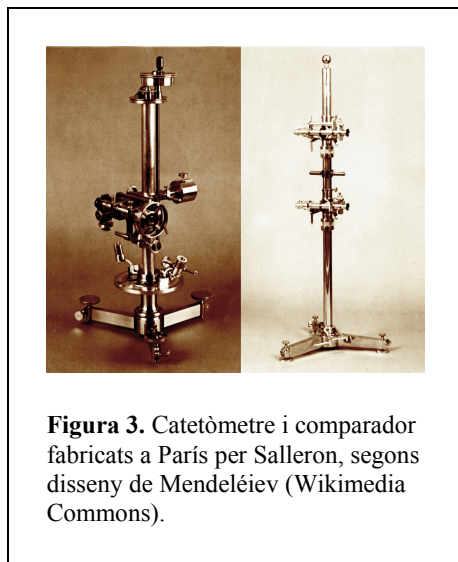 Figura 3. Catetòmetre i comparador
fabricats a París per Salleron, segons
disseny de Mendeléiev (Wikimedia
Commons).